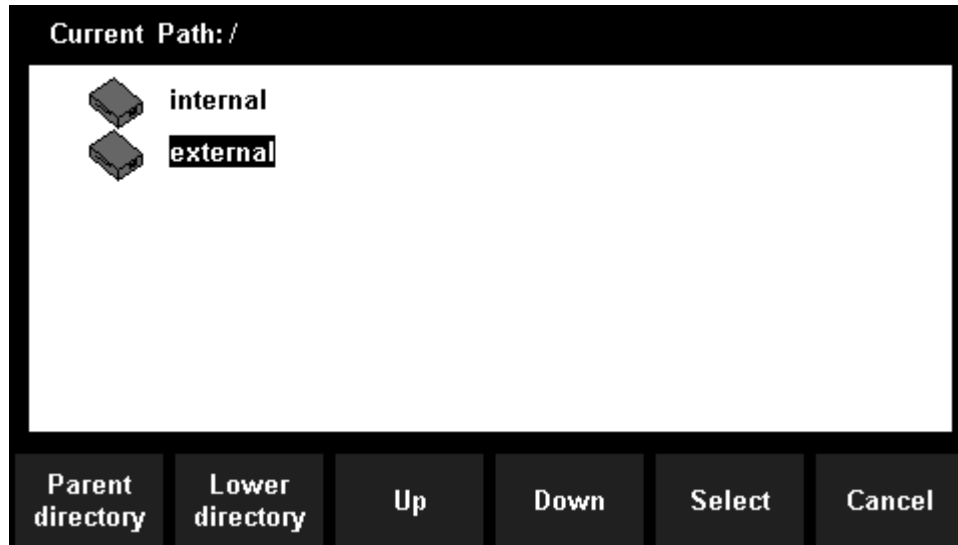 Current Path: /
internal
external
Parent directory
Lower directory
Up
Down
Select
Cancel